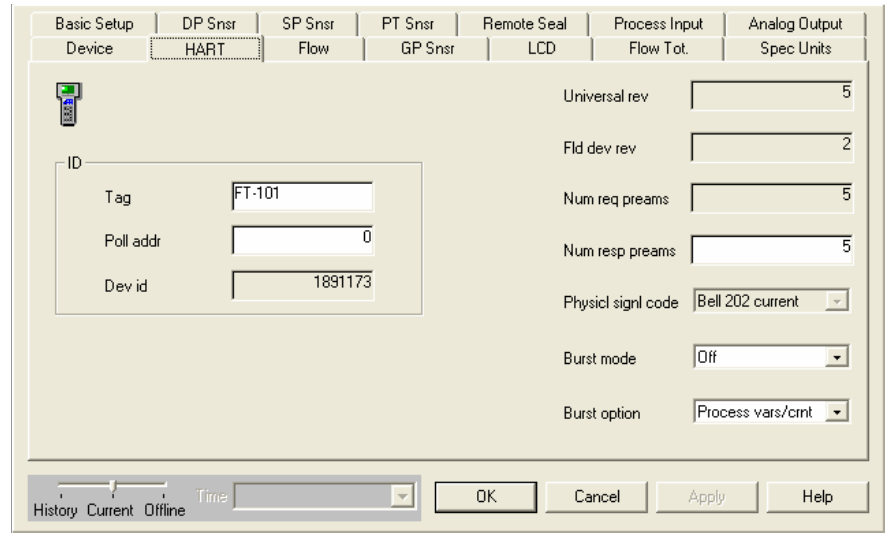 Basic Setup DP Snsr SP Snsr PT Snsr Remote Seal Process Input Analog Output
Device HART Flow GP Snsr LCD Flow Tot. Spec Units
Universal rev 5
Fld dev rev 2
ID
Tag FT-101
Num req preams 5
Poll addr 0
Num resp preams 5
Dev id 1891173
Physicl signl code Bell 202 current
Burst mode Off
Burst option Process vars/crnt
History Current Offline Time OK Cancel Apply Help